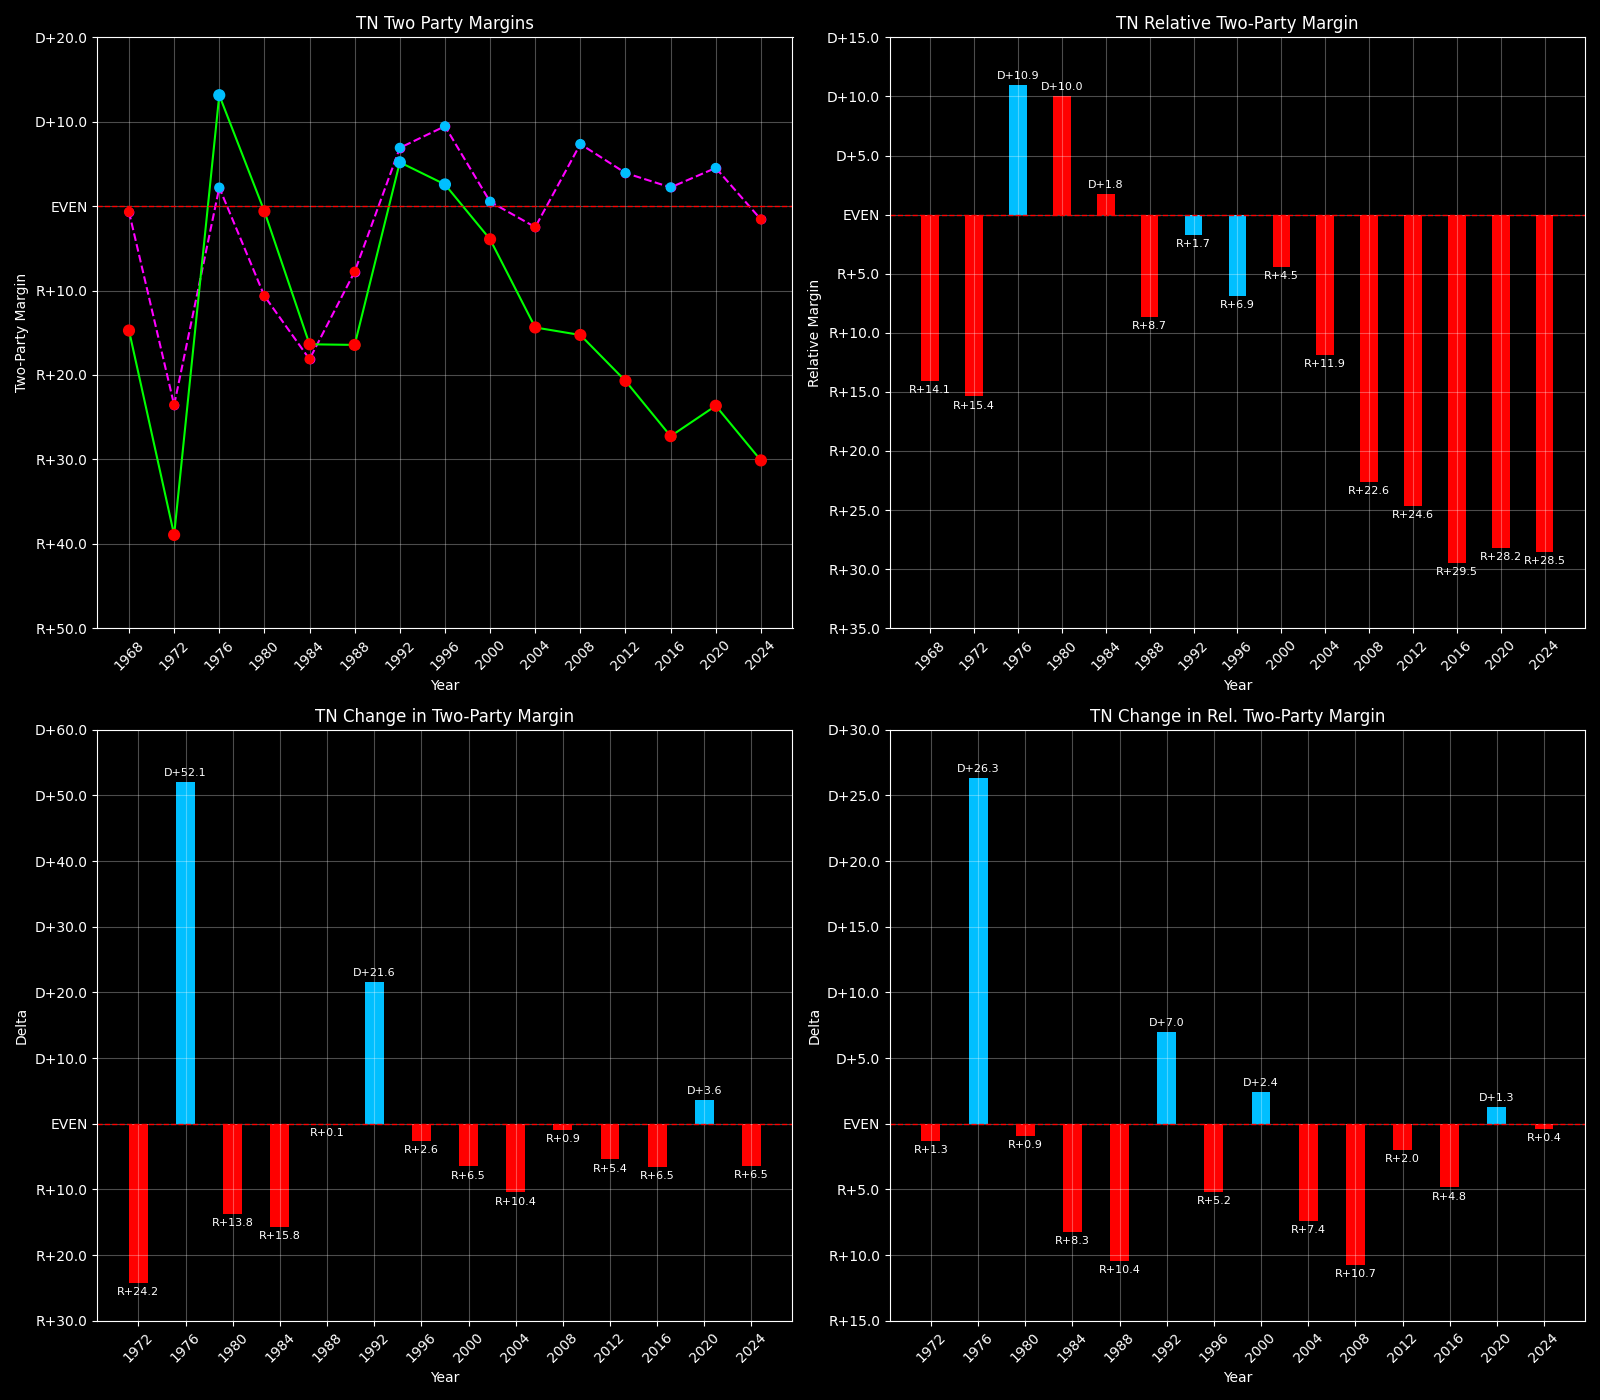 TN Two Party Margins
D+20.0
D+10.0
EVEN
R+10.0
R+20.0
R+30.0
R+40.0
R+50.0
Two-Party Margin
1968 1972 1976 1980 1984 1988 1992 1996 2000 2004 2008 2012 2016 2020 2024
Year
TN Relative Two-Party Margin
D+15.0
D+10.0
D+5.0
EVEN
R+5.0
R+10.0
R+15.0
R+20.0
R+25.0
R+30.0
R+35.0
Relative Margin
R+14.1
R+15.4
D+10.9
D+10.0
D+1.8
R+8.7
R+1.7
R+6.9
R+4.5
R+11.9
R+22.6
R+24.6
R+29.5
R+28.2
R+28.5
1968 1972 1976 1980 1984 1988 1992 1996 2000 2004 2008 2012 2016 2020 2024
Year
TN Change in Two-Party Margin
D+60.0
D+50.0
D+40.0
D+30.0
D+20.0
D+10.0
EVEN
R+10.0
R+20.0
R+30.0
Delta
R+24.2
D+52.1
R+13.8
R+15.8
R+0.1
D+21.6
R+2.6
R+6.5
R+10.4
R+0.9
R+5.4
R+6.5
D+3.6
R+6.5
1972 1976 1980 1984 1988 1992 1996 2000 2004 2008 2012 2016 2020 2024
Year
TN Change in Rel. Two-Party Margin
D+30.0
D+25.0
D+20.0
D+15.0
D+10.0
D+5.0
EVEN
R+5.0
R+10.0
R+15.0
Delta
R+1.3
D+26.3
R+0.9
R+8.3
R+10.4
D+7.0
R+5.2
D+2.4
R+7.4
R+10.7
R+2.0
R+4.8
D+1.3
R+0.4
1972 1976 1980 1984 1988 1992 1996 2000 2004 2008 2012 2016 2020 2024
Year